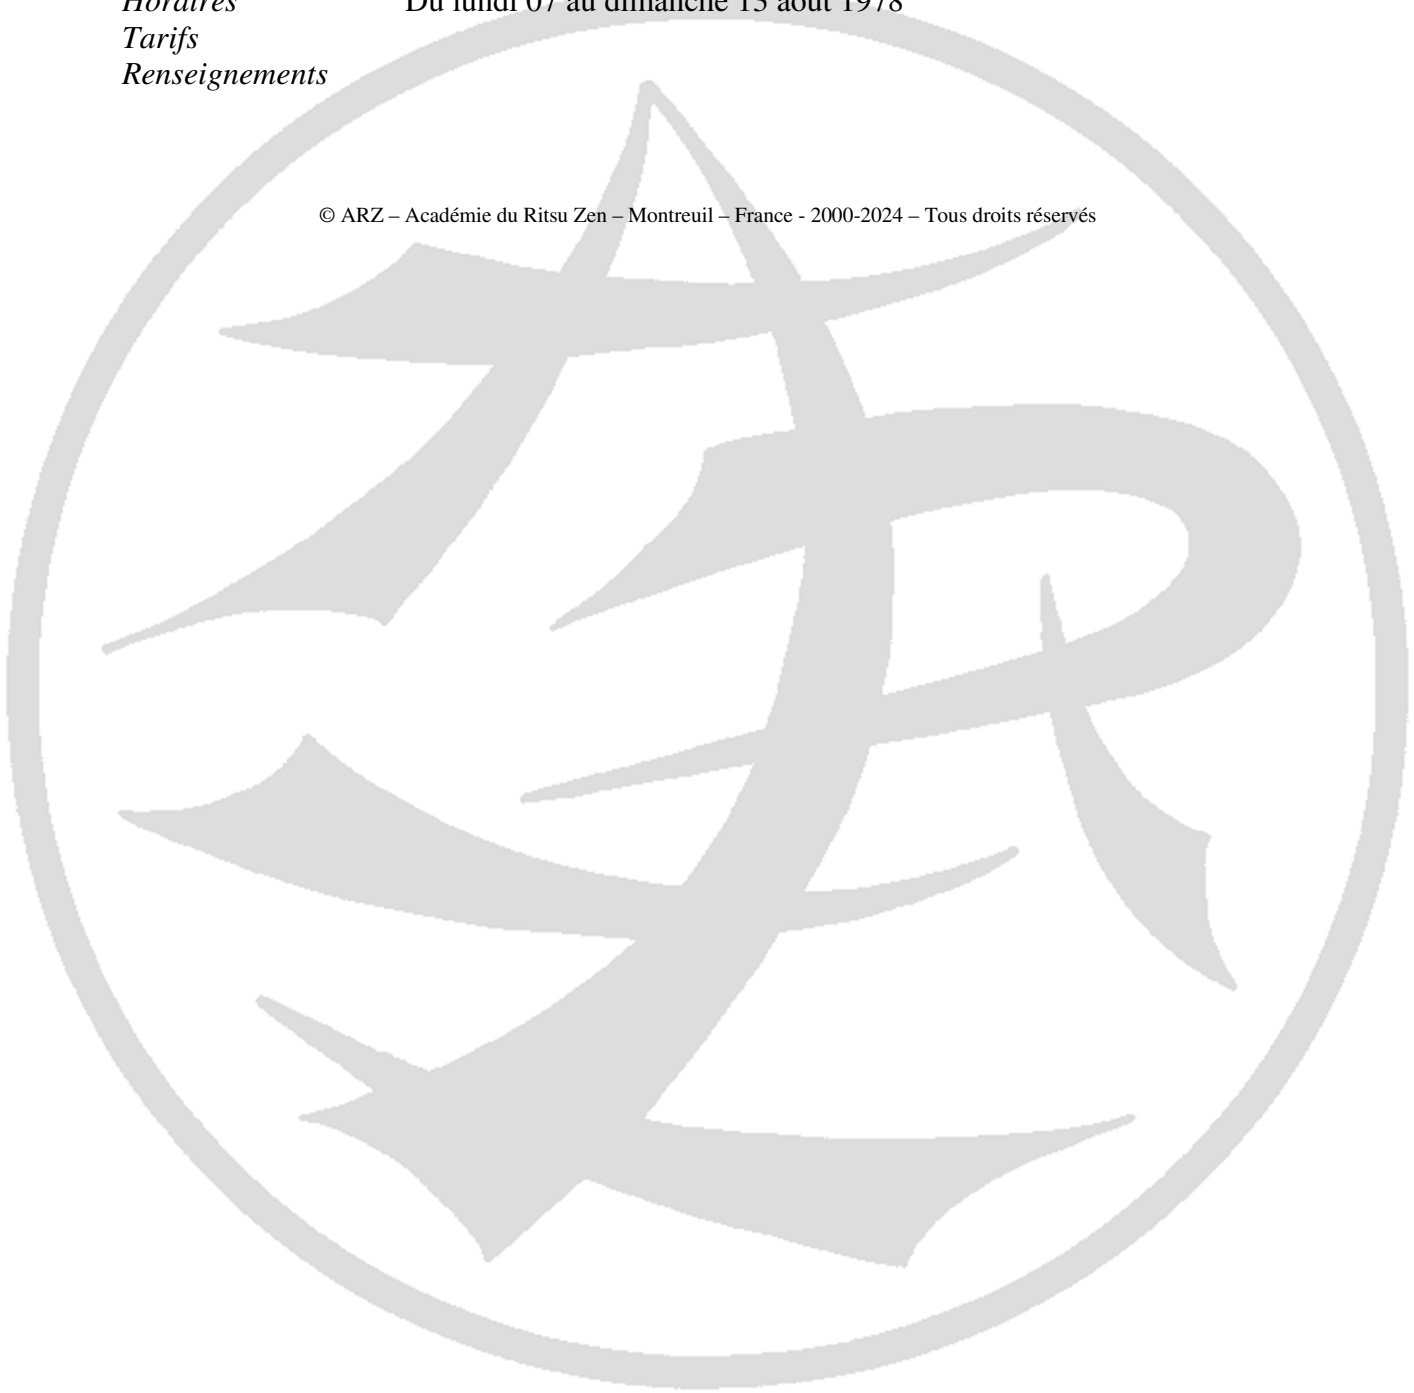 Horaires Du lundi 07 au dimanche 13 août 1978
Tarifs
Renseignements
© ARZ – Académie du Ritsu Zen – Montreuil – France - 2000-2024 – Tous droits réservés